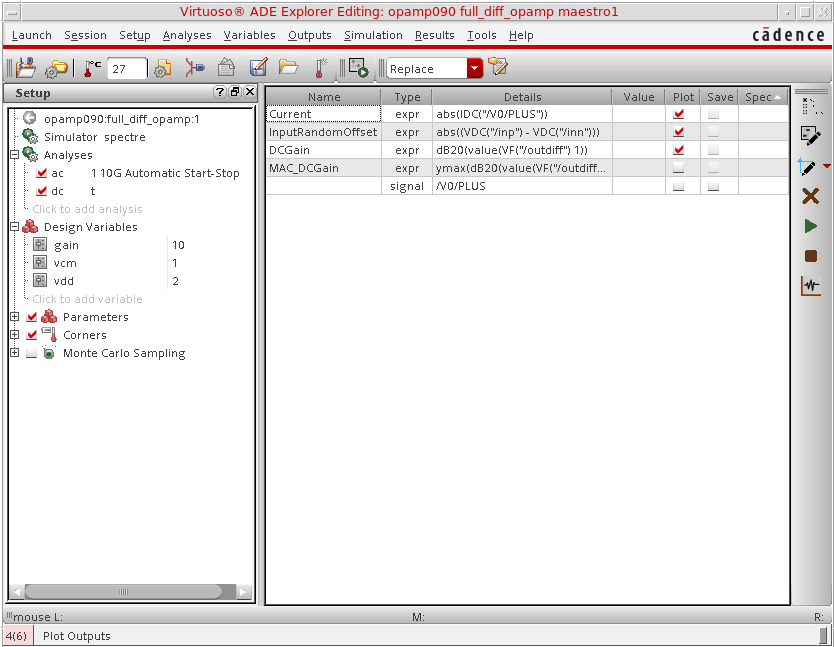 Virtuoso® ADE Explorer Editing: opamp090 full_diff_opamp maestro1
Launch Session Setup Analyses Variables Outputs Simulation Results Tools Help cādence
°C 27 Replace
Setup ?
opamp090:full_diff_opamp:1
Simulator spectre
Analyses
ac 1 10G Automatic Start-Stop
dc t
Click to add analysis
Design Variables
gain 10
vcm 1
vdd 2
Click to add variable
Parameters
Corners
Monte Carlo Sampling
Name Type Details Value Plot Save Spec
Current expr abs(IDC("/V0/PLUS"))
InputRandomOffset expr abs((VDC("/inp") - VDC("/inn")))
DCGain expr dB20(value(VF("/outdiff") 1))
MAC_DCGain expr ymax(dB20(value(VF("/outdiff...
signal /V0/PLUS
mouse L: M: R:
4(6) Plot Outputs